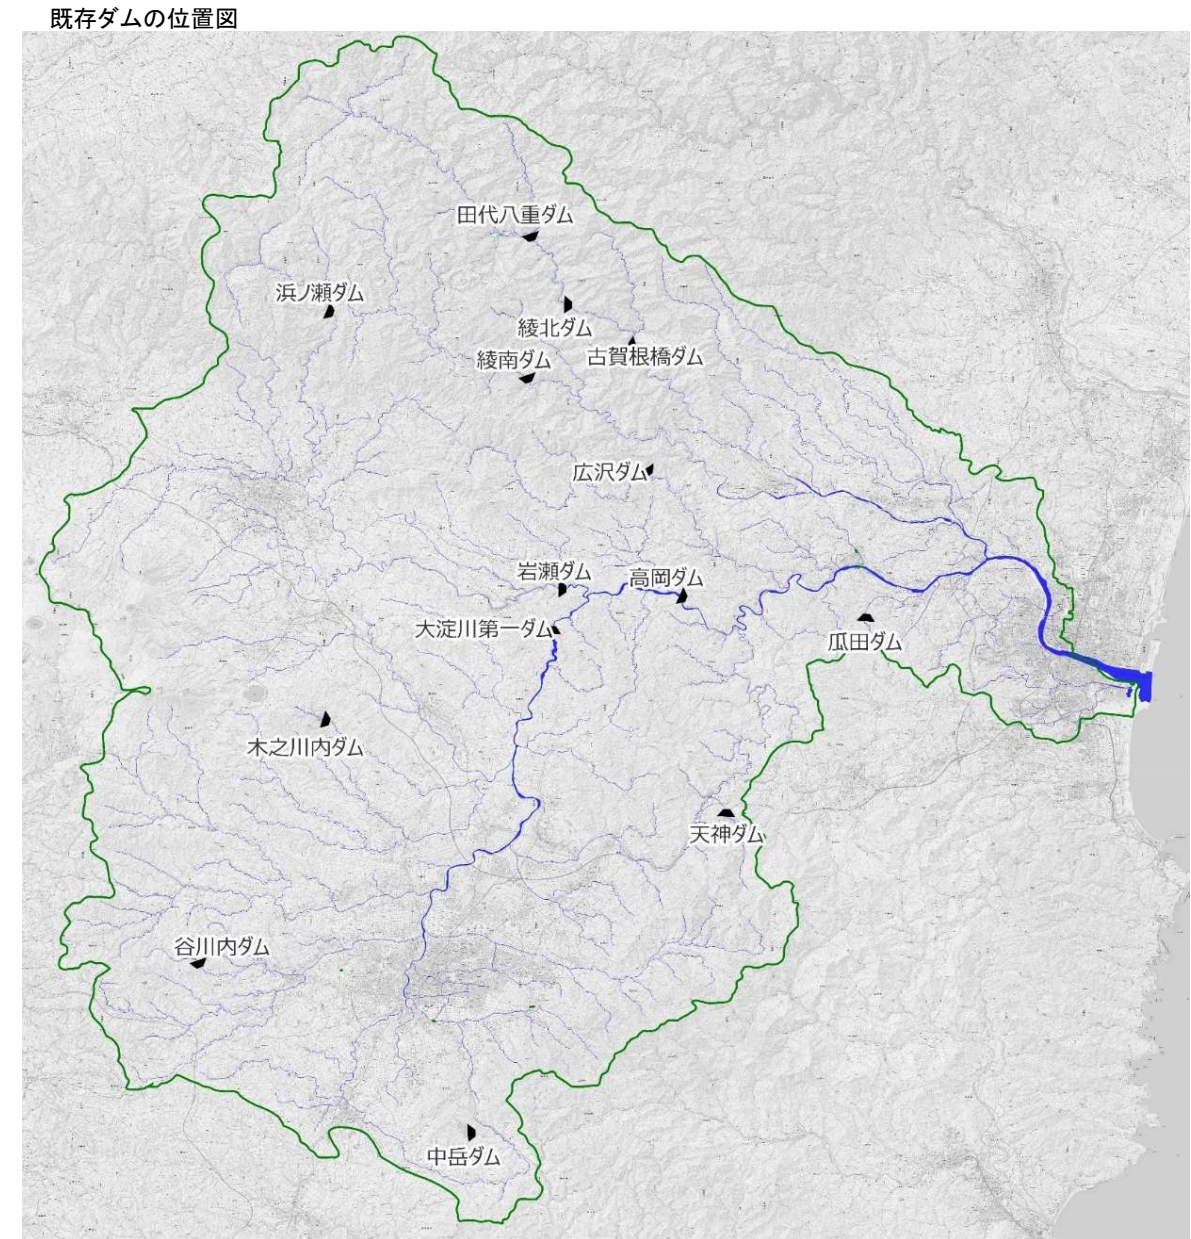 既存ダムの位置図
田代八重ダム
浜ノ瀬ダム
綾北ダム
綾南ダム
古賀根橋ダム
広沢ダム
岩瀬ダム
高岡ダム
大淀川第一ダム
瓜田ダム
木之川内ダム
天神ダム
谷川内ダム
中岳ダム